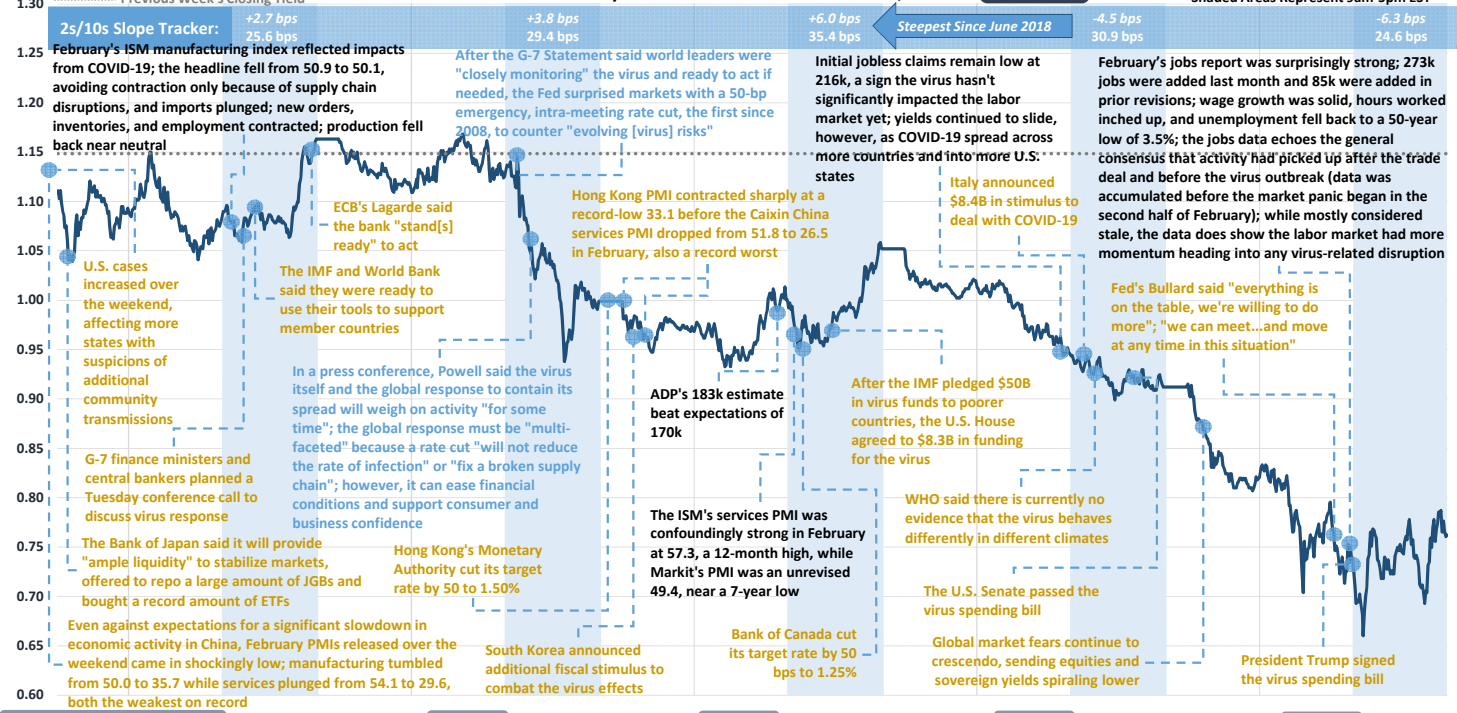 1.30
Previous Week's Closing Yield
2s/10s Slope Tracker:
+2.7 bps
25.6 bps
+3.8 bps
29.4 bps
+6.0 bps
35.4 bps
Steepest Since June 2018
-4.5 bps
30.9 bps
-6.3 bps
24.6 bps
1.25
1.20
1.15
1.10
1.05
1.00
0.95
0.90
0.85
0.80
0.75
0.70
0.65
0.60
February's ISM manufacturing index reflected impacts
from COVID-19; the headline fell from 50.9 to 50.1,
avoiding contraction only because of supply chain
disruptions, and imports plunged; new orders,
inventories, and employment contracted; production fell
back near neutral
After the G-7 Statement said world leaders were
"closely monitoring" the virus and ready to act if
needed, the Fed surprised markets with a 50-bp
emergency, intra-meeting rate cut, the first since
2008, to counter "evolving [virus] risks"
Initial jobless claims remain low at
216k, a sign the virus hasn't
significantly impacted the labor
market yet; yields continued to slide,
however, as COVID-19 spread across
more countries and into more U.S.
states
February's jobs report was surprisingly strong; 273k
jobs were added last month and 85k were added in
prior revisions; wage growth was solid, hours worked
inched up, and unemployment fell back to a 50-year
low of 3.5%; the jobs data echoes the general
consensus that activity had picked up after the trade
deal and before the virus outbreak (data was
accumulated before the market panic began in the
second half of February); while mostly considered
stale, the data does show the labor market had more
momentum heading into any virus-related disruption
ECB's Lagarde said
the bank "stand[s]
ready" to act
Hong Kong PMI contracted sharply at a
record-low 33.1 before the Caixin China
services PMI dropped from 51.8 to 26.5
in February, also a record worst
Italy announced
$8.4B in stimulus to
deal with COVID-19
U.S. cases
increased over
the weekend,
affecting more
states with
suspicions of
additional
community
transmissions
The IMF and World Bank
said they were ready to
use their tools to support
member countries
Fed's Bullard said "everything is
on the table, we're willing to do
more"; "we can meet...and move
at any time in this situation"
In a press conference, Powell said the virus
itself and the global response to contain its
spread will weigh on activity "for some
time"; the global response must be "multi-
faceted" because a rate cut "will not reduce
the rate of infection" or "fix a broken supply
chain"; however, it can ease financial
conditions and support consumer and
business confidence
ADP's 183k estimate
beat expectations of
170k
After the IMF pledged $50B
in virus funds to poorer
countries, the U.S. House
agreed to $8.3B in funding
for the virus
G-7 finance ministers and
central bankers planned a
Tuesday conference call to
discuss virus response
WHO said there is currently no
evidence that the virus behaves
differently in different climates
The ISM's services PMI was
confoundingly strong in February
at 57.3, a 12-month high, while
Markit's PMI was an unrevised
49.4, near a 7-year low
The Bank of Japan said it will provide
"ample liquidity" to stabilize markets,
offered to repo a large amount of JGBs and
bought a record amount of ETFs
Hong Kong's Monetary
Authority cut its target
rate by 50 to 1.50%
The U.S. Senate passed the
virus spending bill
Even against expectations for a significant slowdown in
economic activity in China, February PMIs released over the
weekend came in shockingly low; manufacturing tumbled
from 50.0 to 35.7 while services plunged from 54.1 to 29.6,
both the weakest on record
South Korea announced
additional fiscal stimulus to
combat the virus effects
Bank of Canada cut
its target rate by 50
bps to 1.25%
Global market fears continue to
crescendo, sending equities and
sovereign yields spiraling lower
President Trump signed
the virus spending bill